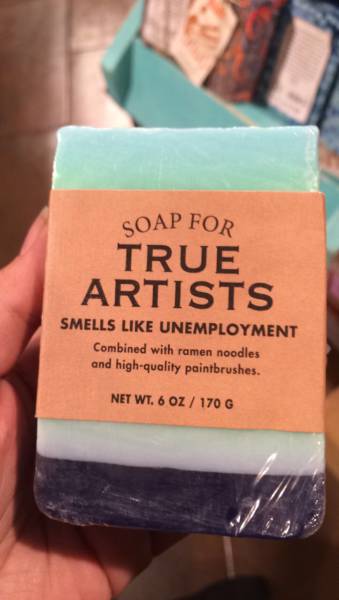 SOAP FOR
TRUE
ARTISTS
SMELLS LIKE UNEMPLOYMENT
Combined with ramen noodles
and high-quality paintbrushes.
NET WT. 6 OZ / 170 G